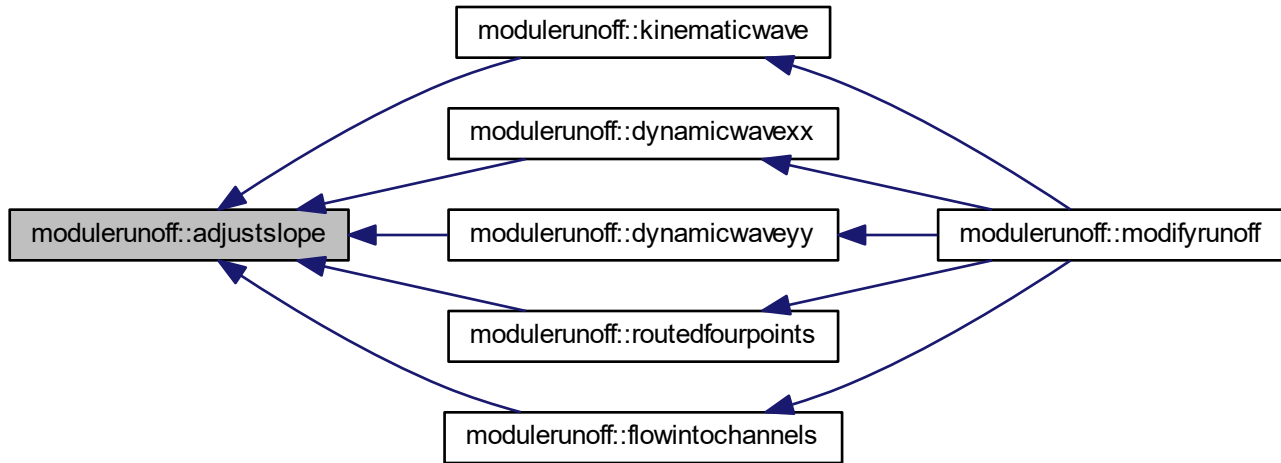 modulerunoff::kinematicwave
modulerunoff::dynamicwavexx
modulerunoff::adjustslope
modulerunoff::dynamicwaveyy
modulerunoff::modifyrunoff
modulerunoff::routedfourpoints
modulerunoff::flowintochannels